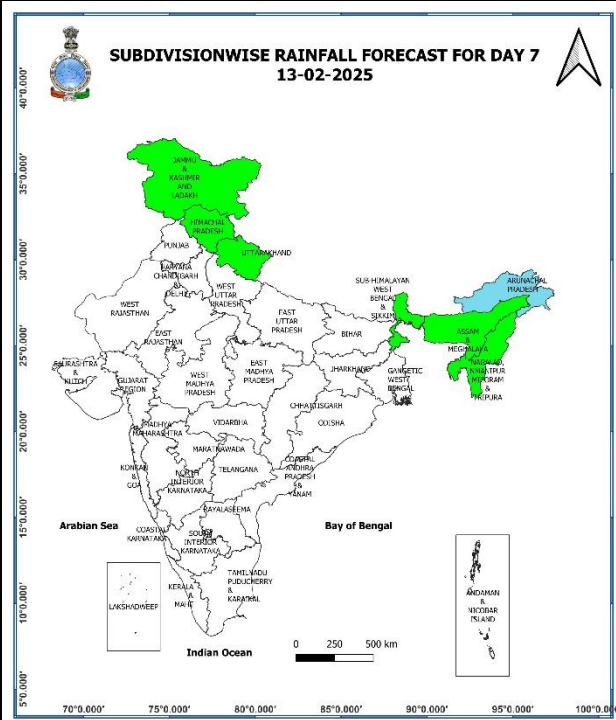 SUBDIVISIONWISE RAINFALL FORECAST FOR DAY 7
13-02-2025
40°0.000'
35°0.000'
30°0.000'
25°0.000'
20°0.000'
15°0.000'
10°0.000'
5°0.000'
JAMMU
&
KASHMIR
AND
LADAKH
HIMACHAL
PRADESH
UTTARAKHAND
PUNJAB
HARYANA
CHANDIGARH
&
DELHI
WEST
UTTAR
PRADESH
WEST
RAJASTHAN
EAST
RAJASTHAN
EAST
UTTAR
PRADESH
BIHAR
SUB-HIMALAYAN
WEST
BENGAL
&
SIKKIM
ARUNACHAL
PRADESH
ASSAM
&
MEGHALAYA
MIZORAM
&
TRIPURA
SAURASHTRA
&
KUTCH
GUJARAT
REGION
WEST
MADHYA
PRADESH
EAST
MADHYA
PRADESH
JHARKHAND
GANGETIC
WEST
BENGAL
CHHATTISGARH
ODISHA
MADHYA
MAHARASHTRA
VIDARBHA
MARATHWADA
KONKAN
&
GOA
NORTH
INTERIOR
KARNATAKA
TELANGANA
COASTAL
ANDHRA
PRADESH
&
YANAM
RAYALASEEMA
COASTAL
KARNATAKA
SOUTH
INTERIOR
KARNATAKA
TAMILNADU
PUDUCHERRY
&
KARAIKAL
KERALA
&
MAHE
LAKSHADWEEP
ANDAMAN
&
NICOBAR
ISLAND
Arabian Sea
Bay of Bengal
Indian Ocean
0 250 500 km
70°0.000' 75°0.000' 80°0.000' 85°0.000' 90°0.000' 95°0.000'